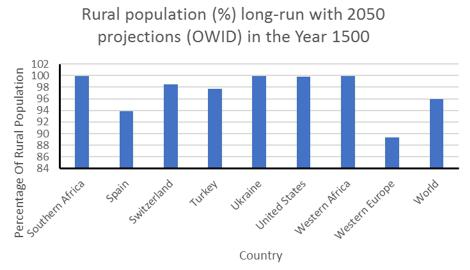 Rural population (%) long-run with 2050
projections (OWID) in the Year 1500
Percentage Of Rural Population
102
100
98
96
94
92
90
88
86
84
Southern Africa
Spain
Switzerland
Turkey
Ukraine
United States
Western Africa
Western Europe
World
Country